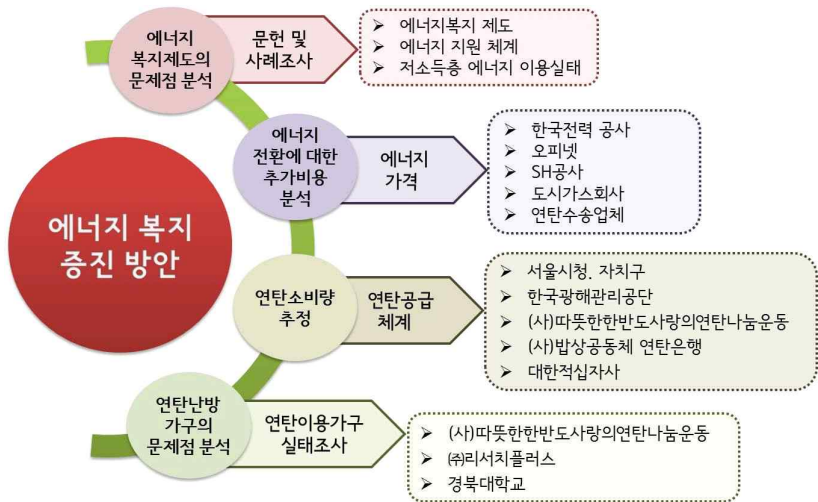 에너지 복지
증진 방안
에너지
복지제도의
문제점 분석
문헌 및
사례조사
➢ 에너지복지 제도
➢ 에너지 지원 체계
➢ 저소득층 에너지 이용실태
에너지
전환에 대한
추가비용
분석
에너지
가격
➢ 한국전력 공사
➢ 오피넷
➢ SH공사
➢ 도시가스회사
➢ 연탄수송업체
연탄소비량
추정
연탄공급
체계
➢ 서울시청. 자치구
➢ 한국광해관리공단
➢ (사)따뜻한한반도사랑의연탄나눔운동
➢ (사)밥상공동체 연탄은행
➢ 대한적십자사
연탄난방
가구의
문제점 분석
연탄이용가구
실태조사
➢ (사)따뜻한한반도사랑의연탄나눔운동
➢ ㈜리서치플러스
➢ 경북대학교